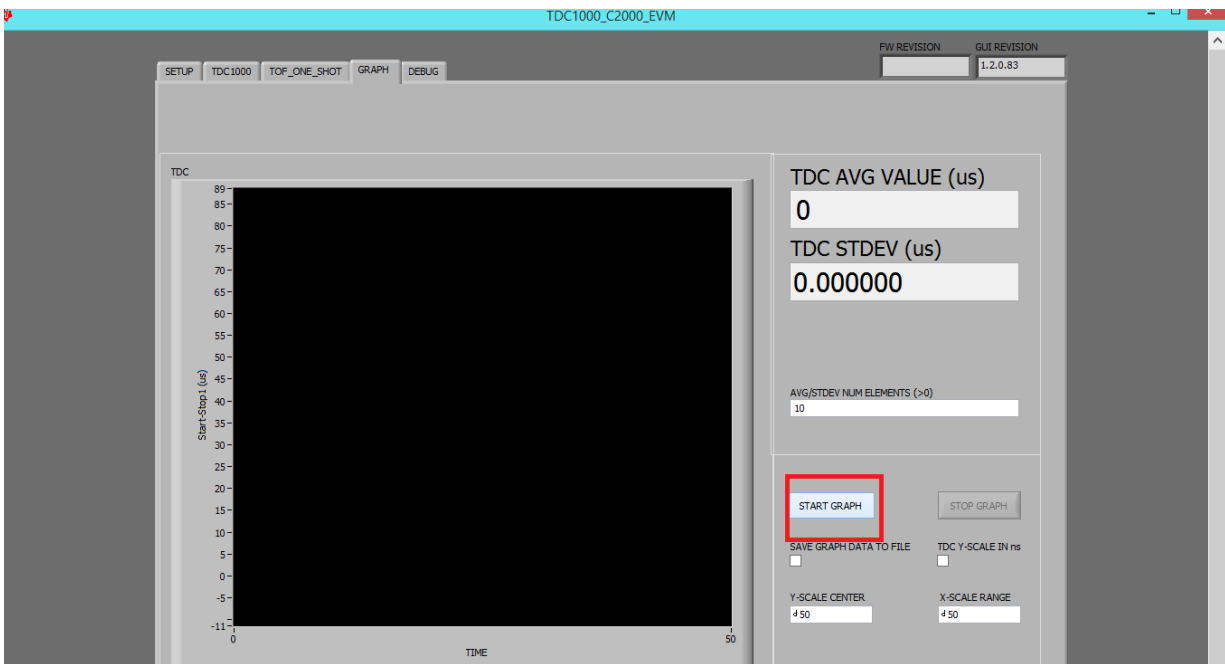 TDC1000_C2000_EVM
FW REVISION GUI REVISION
1.2.0.83
SETUP TDC1000 TOF_ONE_SHOT GRAPH DEBUG
TDC
89
85
80
75
70
65
60
55
50
45
40
35
30
25
20
15
10
5
0
-5
-11
Start-Stop1 (us)
0 50
TIME
TDC AVG VALUE (us)
0
TDC STDEV (us)
0.000000
AVG/STDEV NUM ELEMENTS (>0)
10
START GRAPH STOP GRAPH
SAVE GRAPH DATA TO FILE TDC Y-SCALE IN ns
Y-SCALE CENTER X-SCALE RANGE
d 50 d 50